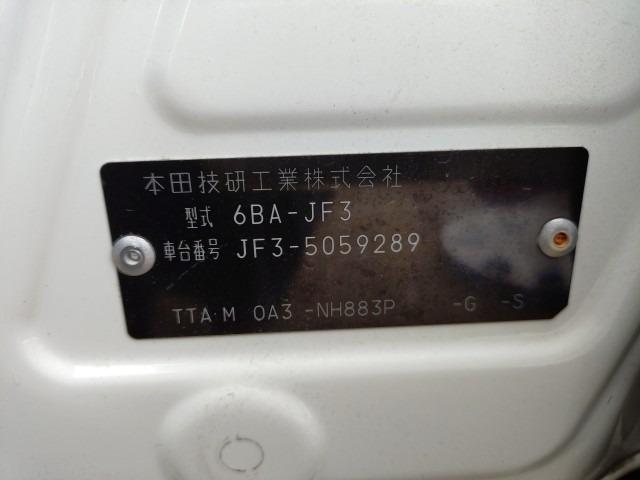 本田技研工業株式会社
型式 6BA-JF3
車台番号 JF3-5059289
TTA M 0A3 -NH883P -G -S